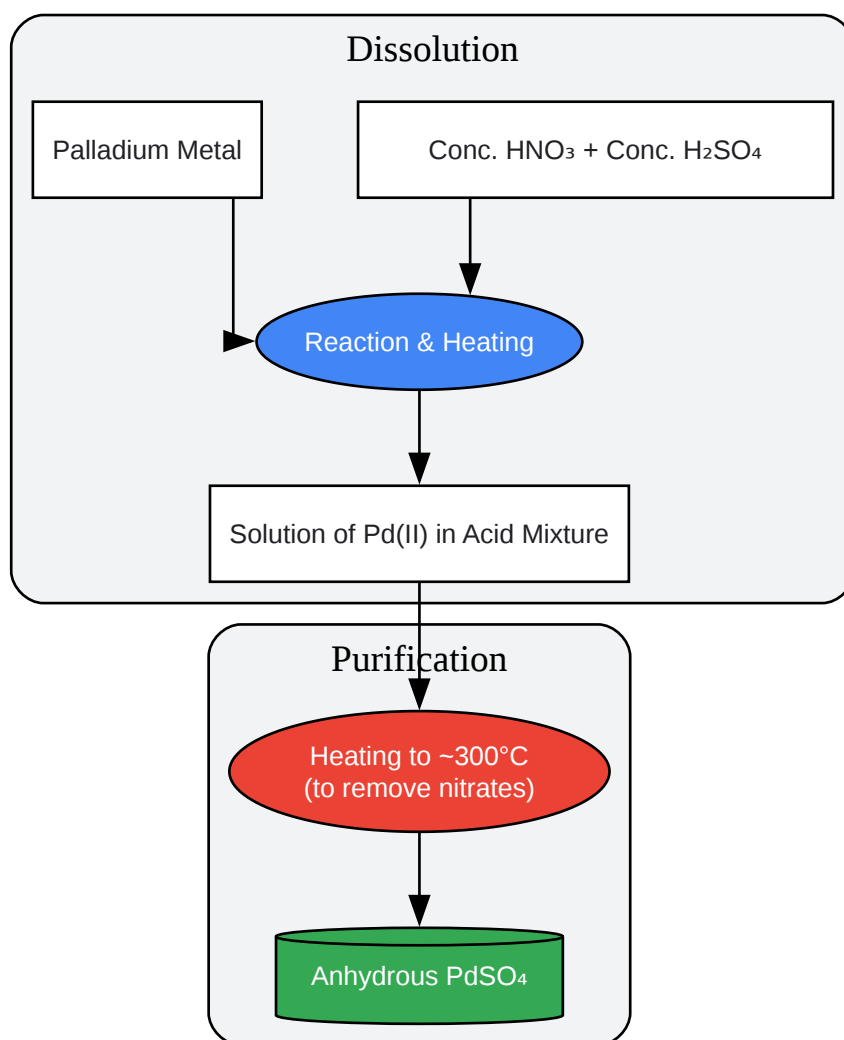 Dissolution
Palladium Metal
Conc. HNO₃ + Conc. H₂SO₄
Reaction & Heating
Solution of Pd(II) in Acid Mixture
Purification
Heating to ~300°C
(to remove nitrates)
Anhydrous PdSO₄